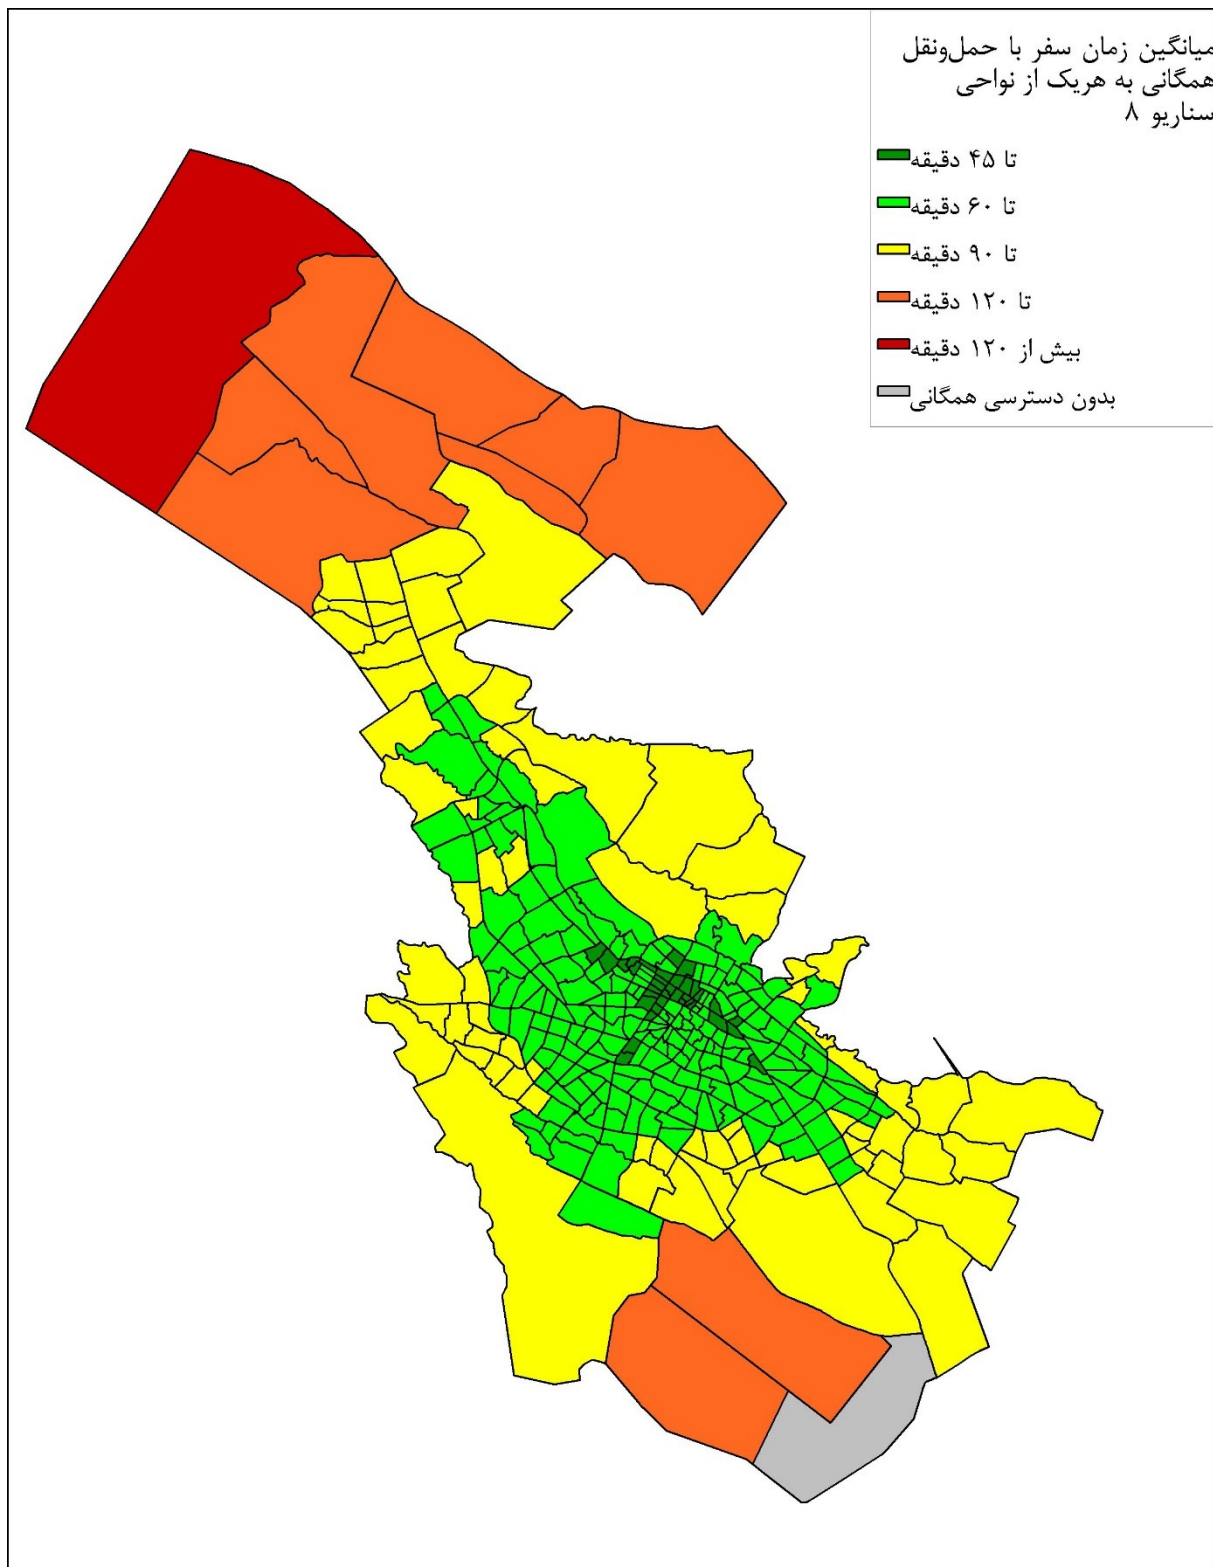 میانگین زمان سفر با حمل‌ونقل
همگانی به هریک از نواحی
سناریو ۸
تا ۴۵ دقیقه
تا ۶۰ دقیقه
تا ۹۰ دقیقه
تا ۱۲۰ دقیقه
بیش از ۱۲۰ دقیقه
بدون دسترسی همگانی